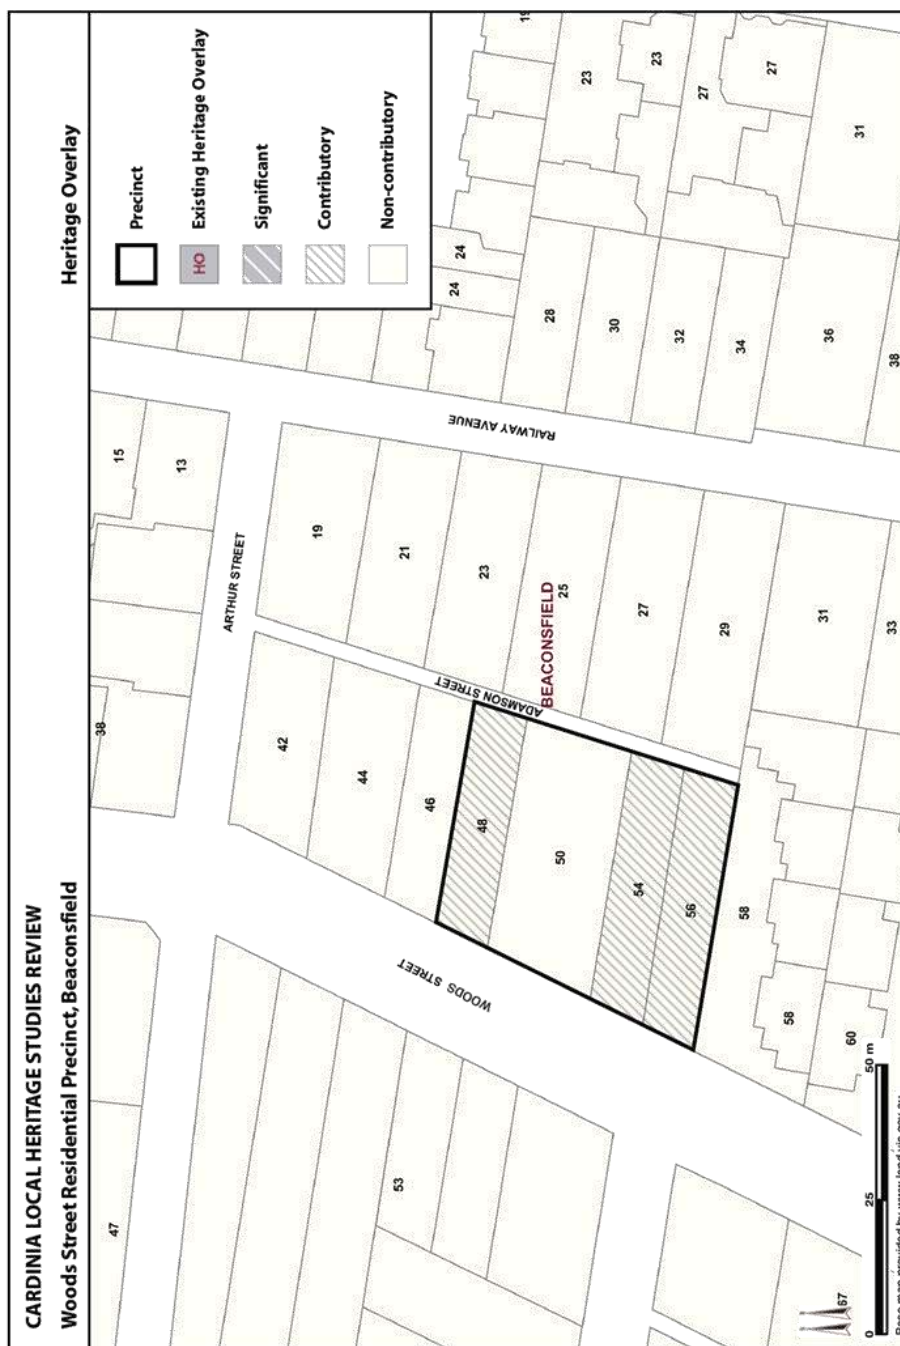 CARDINIA LOCAL HERITAGE STUDIES REVIEW
Woods Street Residential Precinct, Beaconsfield
Heritage Overlay
Precinct
HO
Existing Heritage Overlay
Significant
Contributory
Non-contributory
47
38
15
13
ARTHUR STREET
42
19
44
21
46
23
48
ADAMSON STREET
BEACONSFIELD
25
50
27
54
29
56
58
31
33
58
60
WOODS STREET
53
67
RAILWAY AVENUE
24
24
28
30
32
34
36
38
19
23
23
27
27
31
0
25
50 m